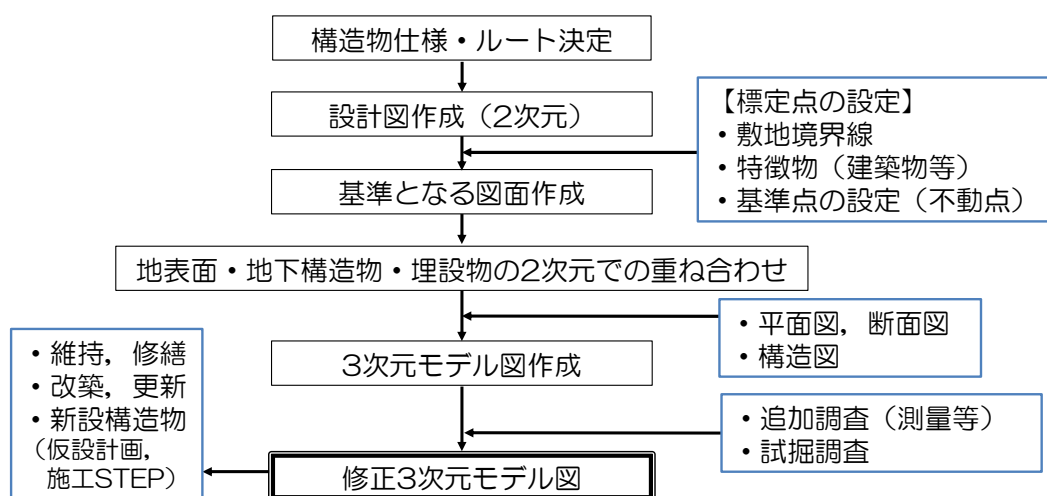 構造物仕様・ルート決定
設計図作成（2次元）
【標定点の設定】
・敷地境界線
・特徴物（建築物等）
・基準点の設定（不動点）
基準となる図面作成
地表面・地下構造物・埋設物の2次元での重ね合わせ
・平面図，断面図
・構造図
3次元モデル図作成
・追加調査（測量等）
・試掘調査
修正3次元モデル図
・維持，修繕
・改築，更新
・新設構造物
（仮設計画，
施工STEP）